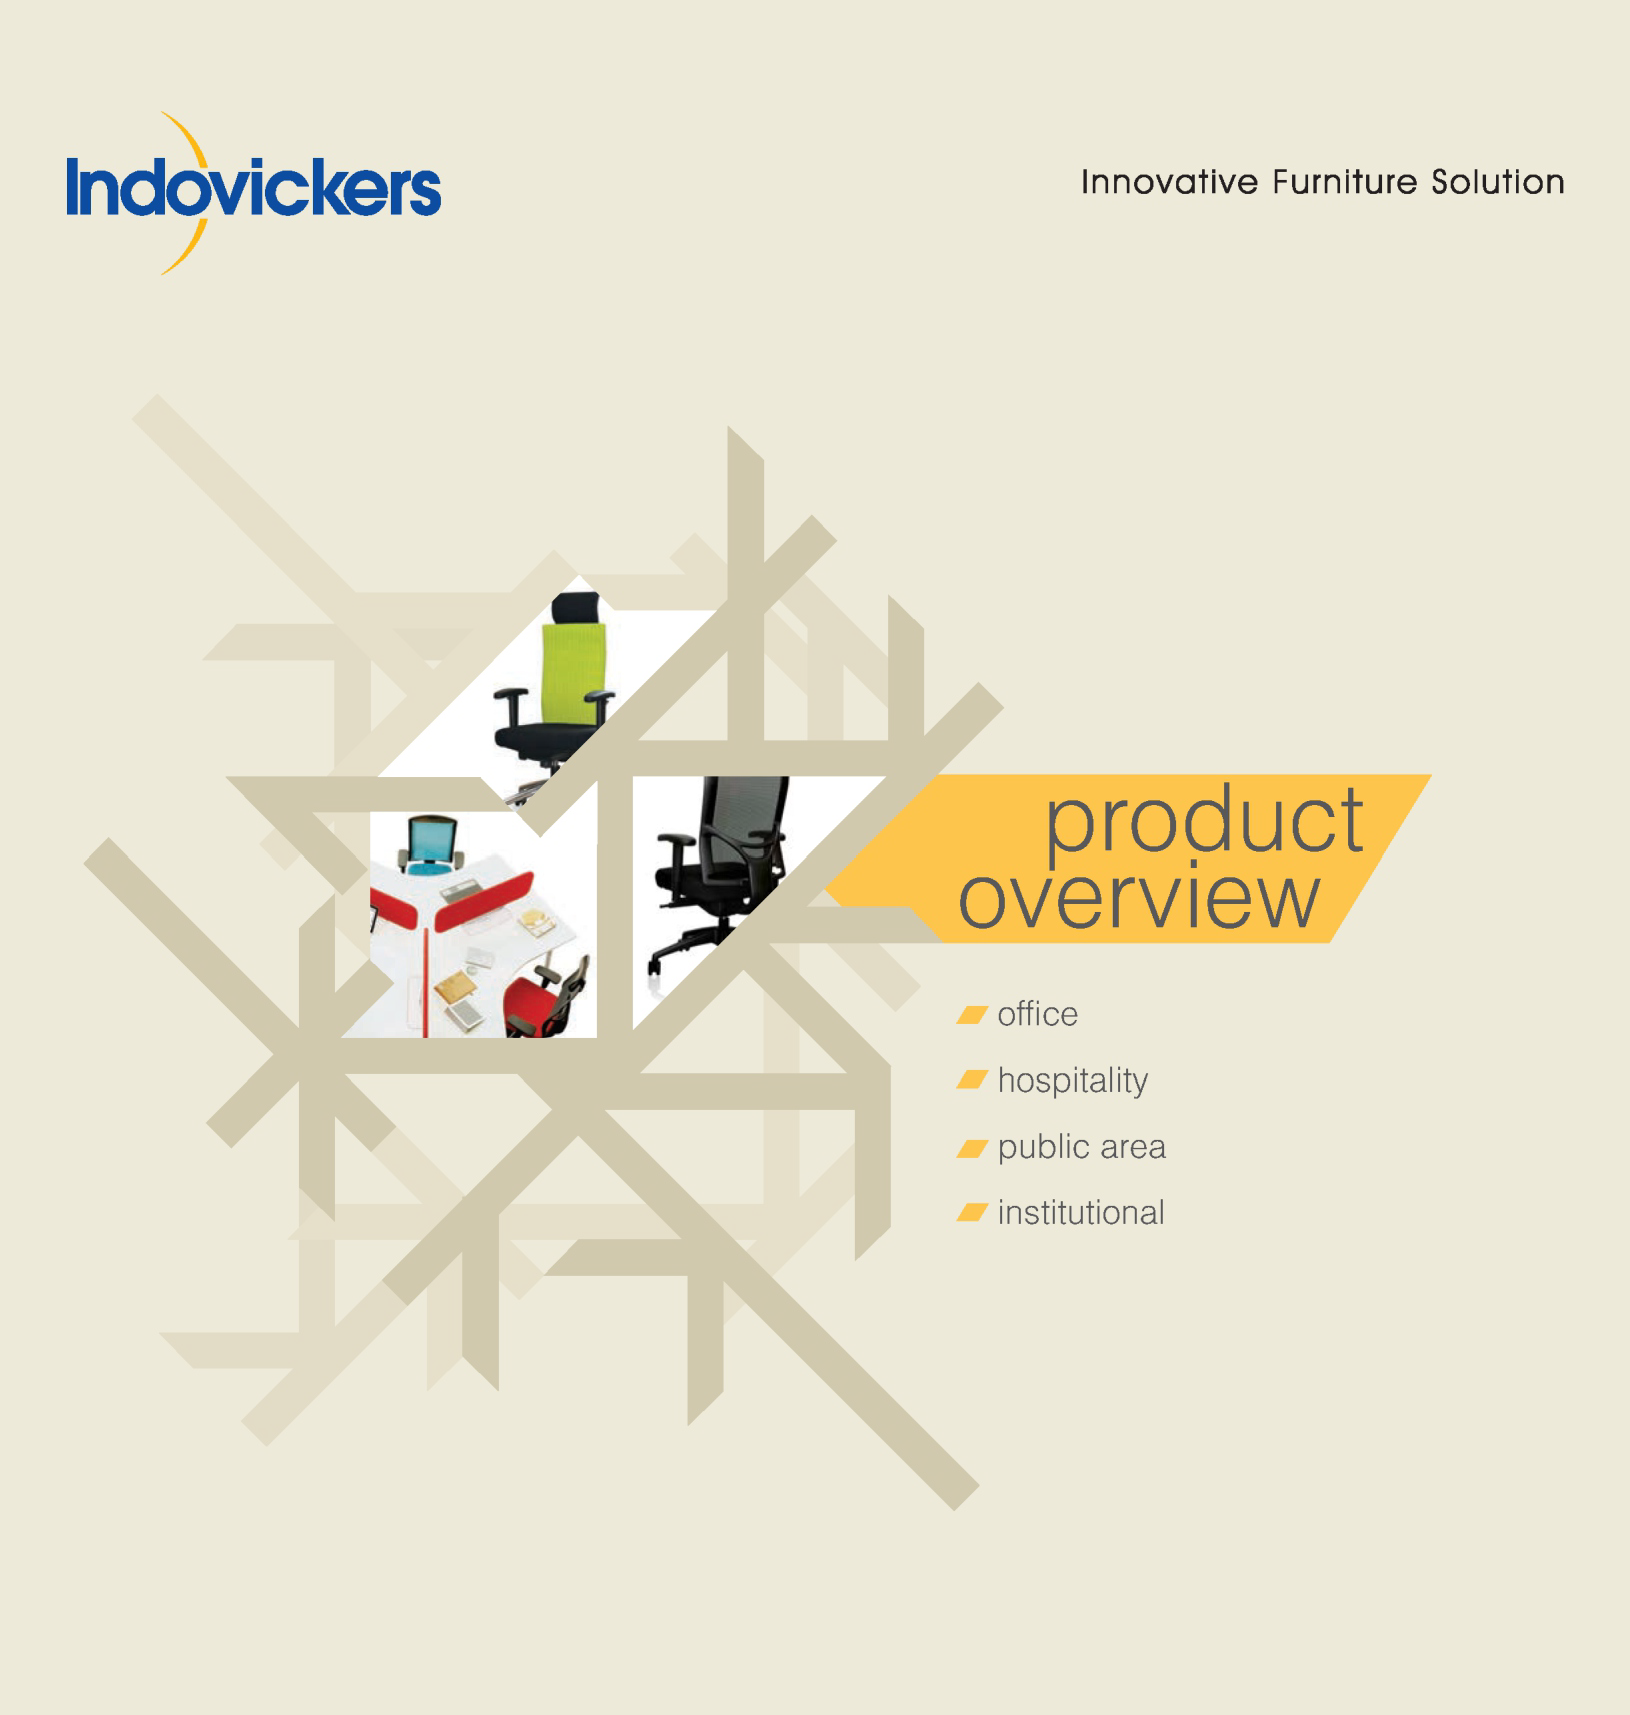 Indovickers
Innovative Furniture Solution
product
overview
office
hospitality
public area
institutional